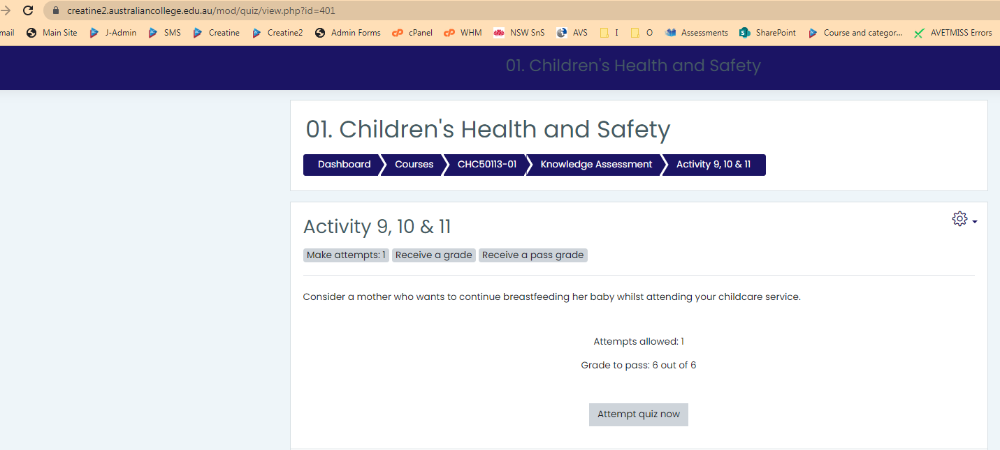 creatine2.australiancollege.edu.au/mod/quiz/view.php?id=401
mail Main Site J-Admin SMS Creatine Creatine2 Admin Forms cPanel WHM NSW SnS AVS I O Assessments SharePoint Course and categor... AVETMISS Errors
01. Children's Health and Safety
01. Children's Health and Safety
Dashboard Courses CHC50113-01 Knowledge Assessment Activity 9, 10 & 11
Activity 9, 10 & 11
Make attempts: 1 Receive a grade Receive a pass grade
Consider a mother who wants to continue breastfeeding her baby whilst attending your childcare service.
Attempts allowed: 1
Grade to pass: 6 out of 6
Attempt quiz now